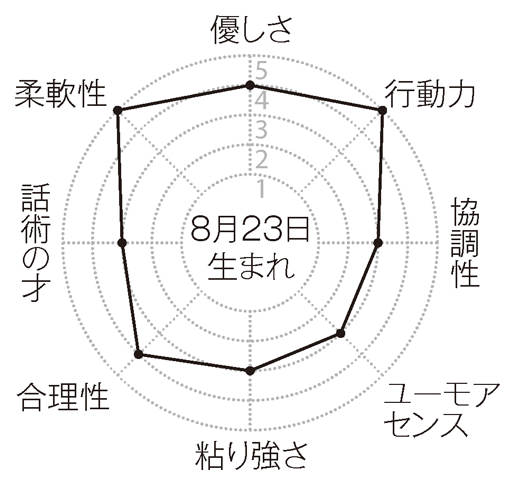 優しさ
行動力
協調性
ユーモア
センス
粘り強さ
合理性
話術の才
柔軟性
5
4
3
2
1
8月23日
生まれ